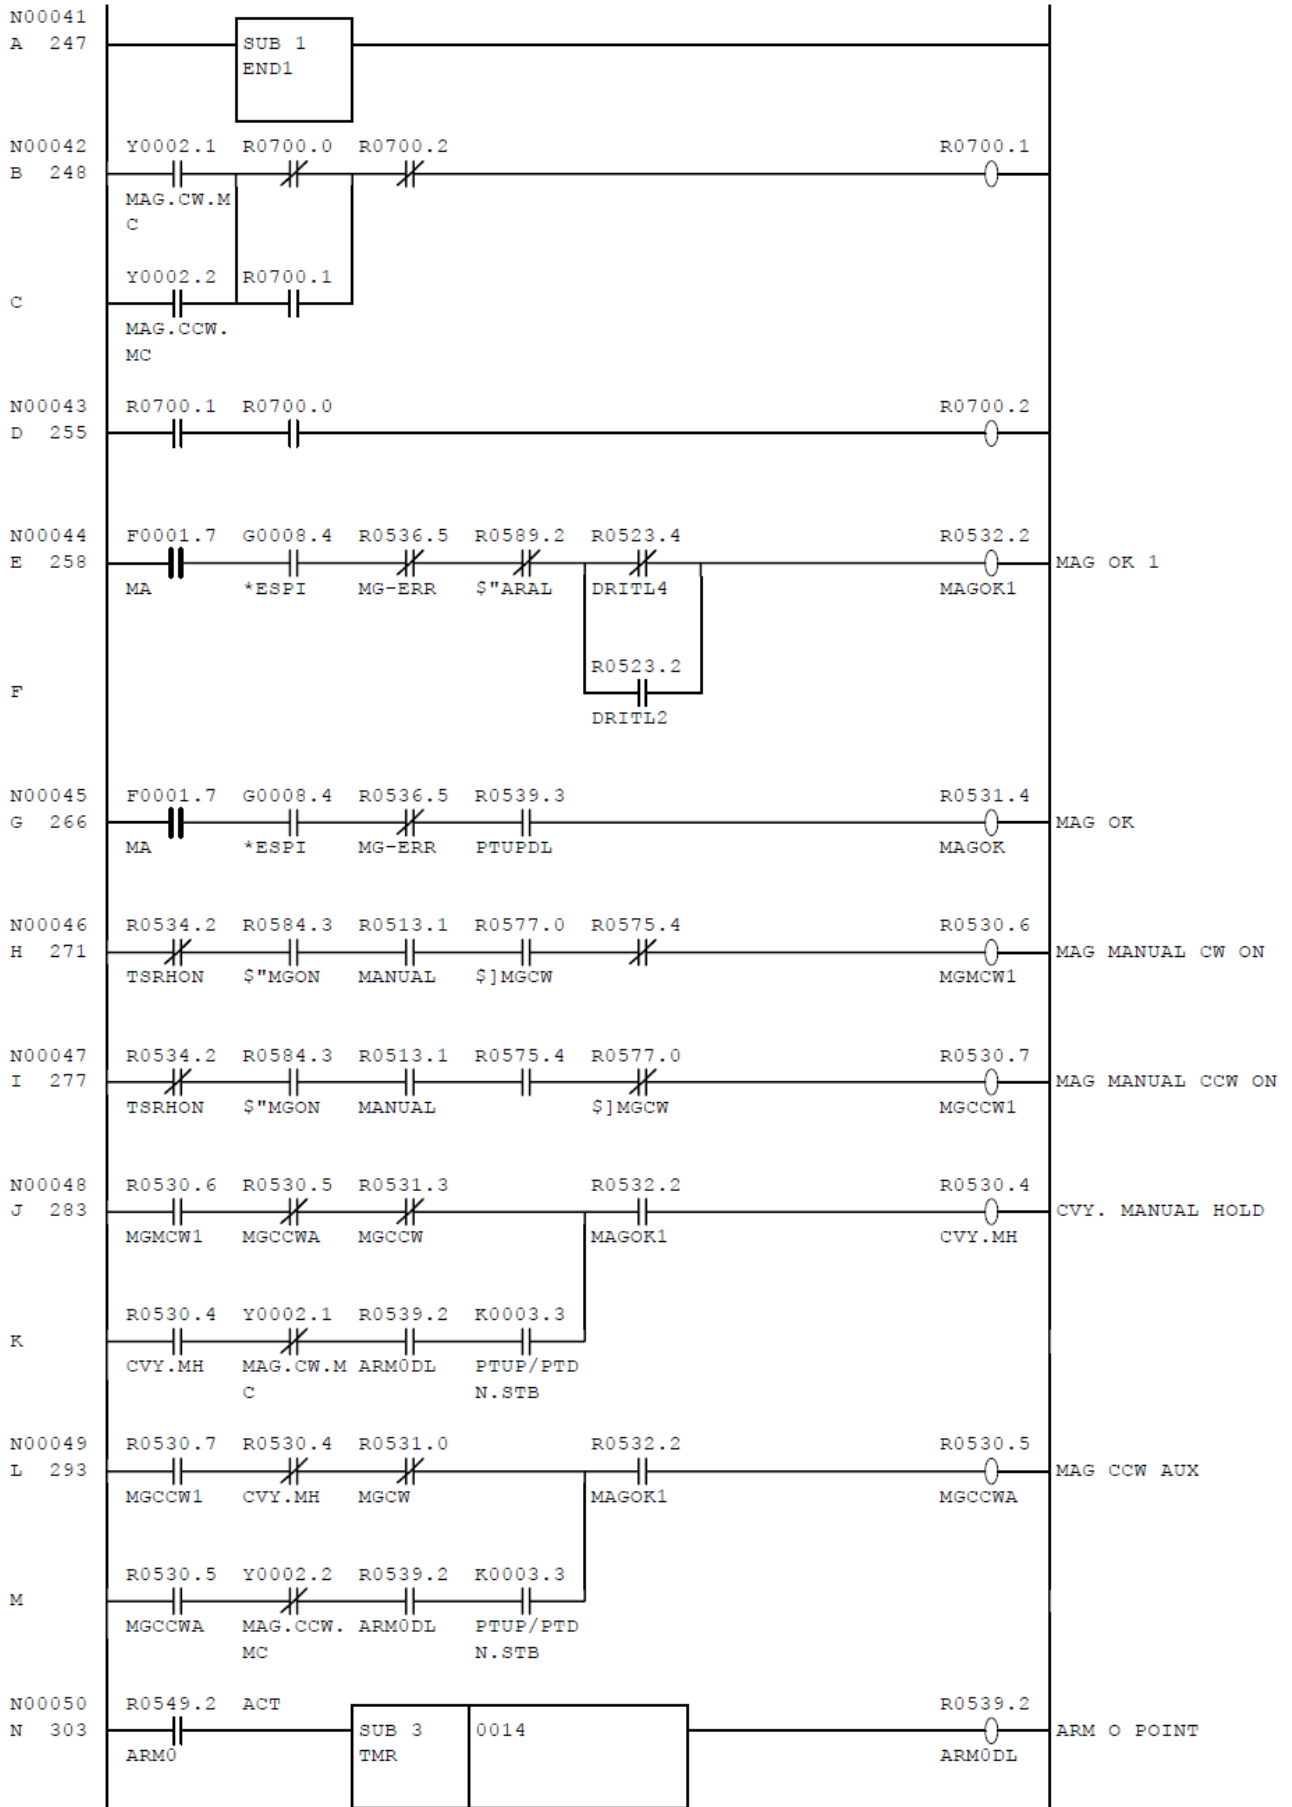 N00041
A 247
SUB 1
END1
N00042 Y0002.1 R0700.0 R0700.2 R0700.1
B 248
MAG.CW.M
C
Y0002.2 R0700.1
C
MAG.CCW.
MC
N00043 R0700.1 R0700.0 R0700.2
D 255
N00044 F0001.7 G0008.4 R0536.5 R0589.2 R0523.4 R0532.2
E 258 MAG OK 1
MA *ESPI MG-ERR $"ARAL DRITL4 MAGOK1
R0523.2
F
DRITL2
N00045 F0001.7 G0008.4 R0536.5 R0539.3 R0531.4
G 266 MAG OK
MA *ESPI MG-ERR PTUPDL MAGOK
N00046 R0534.2 R0584.3 R0513.1 R0577.0 R0575.4 R0530.6
H 271 MAG MANUAL CW ON
TSRHON $"MGON MANUAL $]MGCW MGMCW1
N00047 R0534.2 R0584.3 R0513.1 R0575.4 R0577.0 R0530.7
I 277 MAG MANUAL CCW ON
TSRHON $"MGON MANUAL $]MGCW MGCCW1
N00048 R0530.6 R0530.5 R0531.3 R0532.2 R0530.4
J 283 CVY. MANUAL HOLD
MGMCW1 MGCCWA MGCCW MAGOK1 CVY.MH
R0530.4 Y0002.1 R0539.2 K0003.3
K
CVY.MH MAG.CW.M ARM0DL PTUP/PTD
C N.STB
N00049 R0530.7 R0530.4 R0531.0 R0532.2 R0530.5
L 293 MAG CCW AUX
MGCCW1 CVY.MH MGCW MAGOK1 MGCCWA
R0530.5 Y0002.2 R0539.2 K0003.3
M
MGCCWA MAG.CCW. ARM0DL PTUP/PTD
MC N.STB
N00050 R0549.2 ACT R0539.2
N 303 SUB 3 0014 ARM O POINT
ARM0 TMR ARM0DL